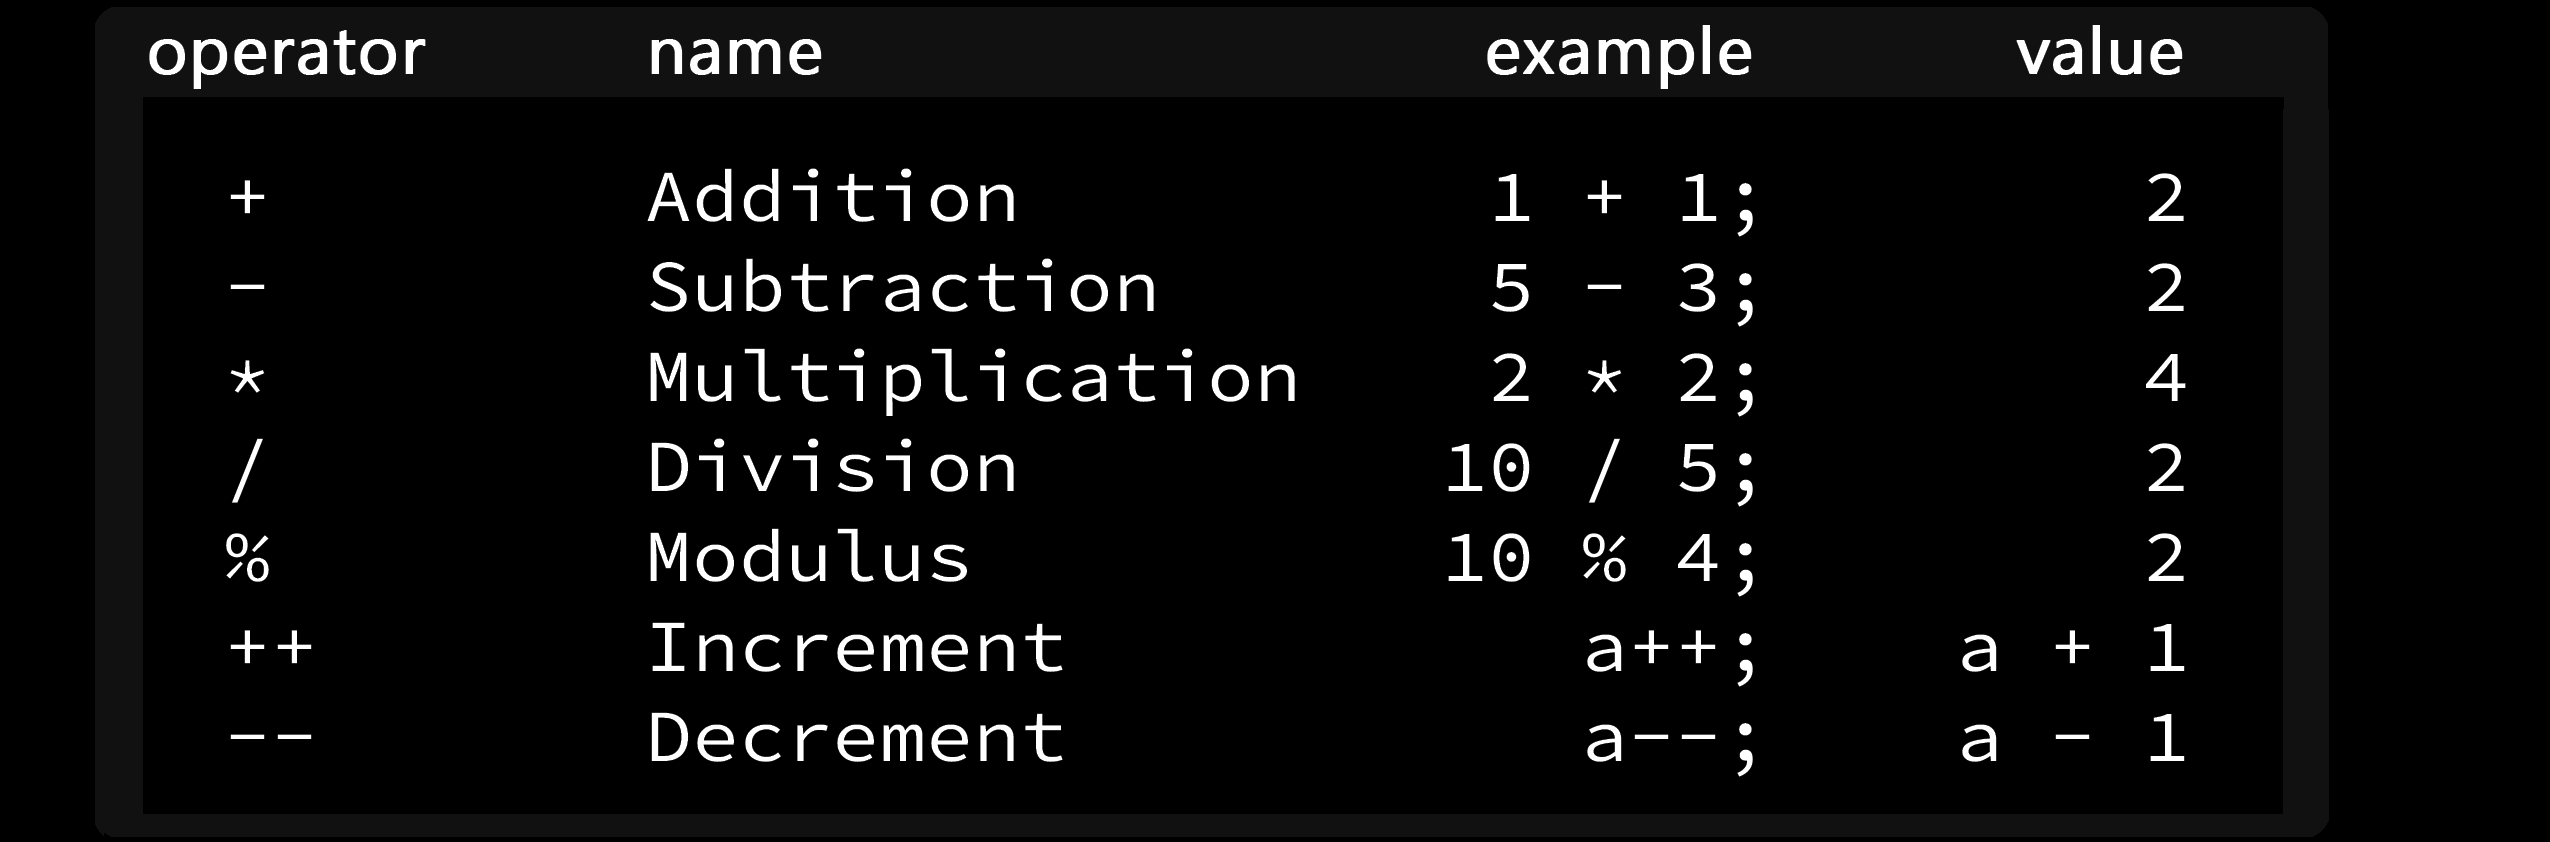 operator name example value
+ Addition 1 + 1; 2
- Subtraction 5 - 3; 2
* Multiplication 2 * 2; 4
/ Division 10 / 5; 2
% Modulus 10 % 4; 2
++ Increment a++; a + 1
-- Decrement a--; a - 1